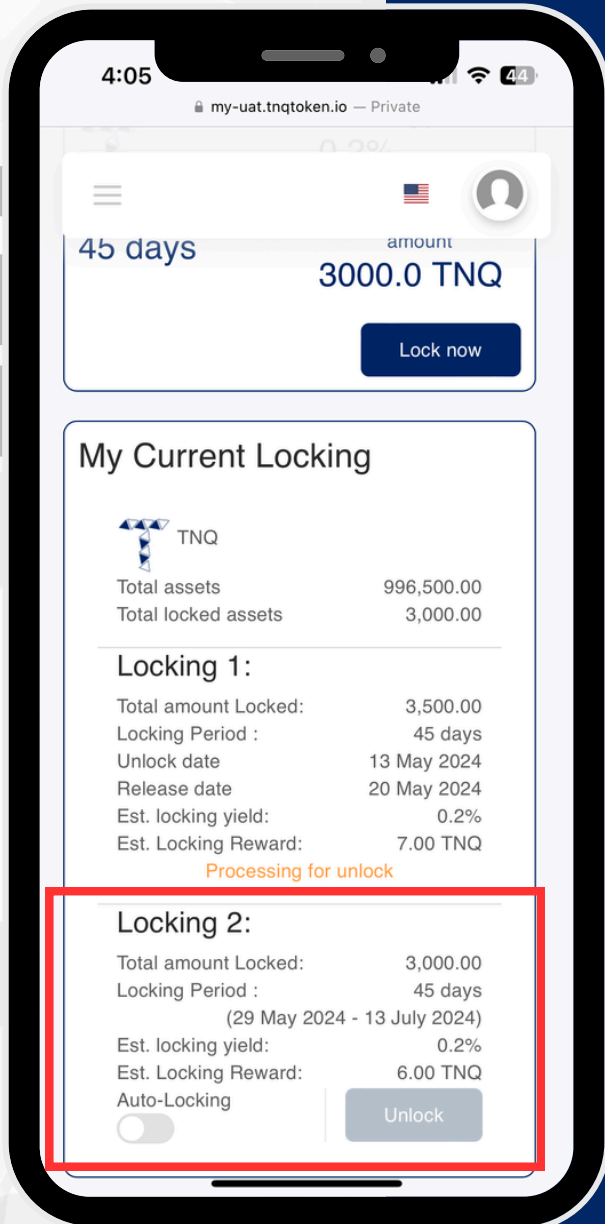 4:05
44
my-uat.tnqtoken.io — Private
0.2%
45 days
amount
3000.0 TNQ
Lock now
My Current Locking
TNQ
Total assets 996,500.00
Total locked assets 3,000.00
Locking 1:
Total amount Locked: 3,500.00
Locking Period : 45 days
Unlock date 13 May 2024
Release date 20 May 2024
Est. locking yield: 0.2%
Est. Locking Reward: 7.00 TNQ
Processing for unlock
Locking 2:
Total amount Locked: 3,000.00
Locking Period : 45 days
(29 May 2024 - 13 July 2024)
Est. locking yield: 0.2%
Est. Locking Reward: 6.00 TNQ
Auto-Locking
Unlock